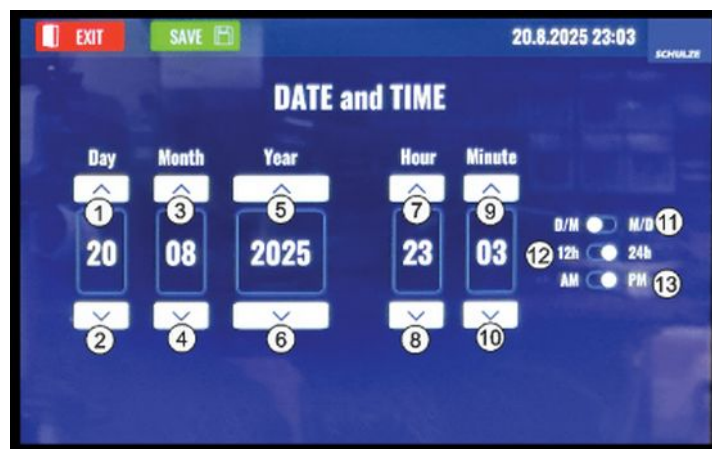 EXIT SAVE 20.8.2025 23:03
SCHULZE
DATE and TIME
Day Month Year Hour Minute
1 3 5 7 9
D/M M/D 11
20 08 2025 23 03 12 12h 24h
AM PM 13
2 4 6 8 10